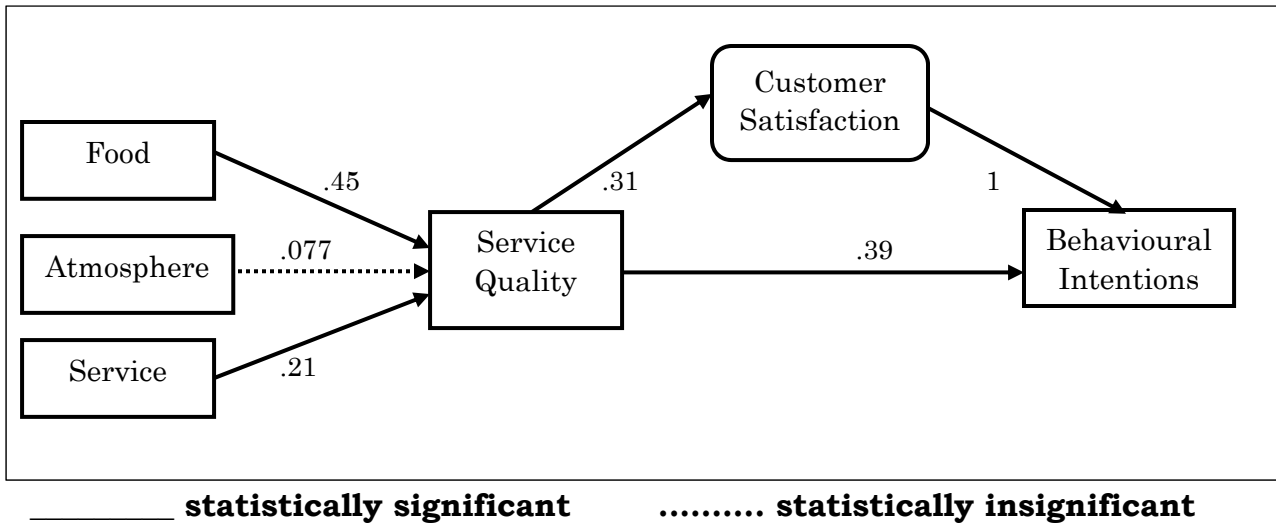 Customer
Satisfaction
Food
.45
.31
1
Atmosphere
.077
Service
Quality
.39
Behavioural
Intentions
Service
.21
__________ statistically significant .......... statistically insignificant